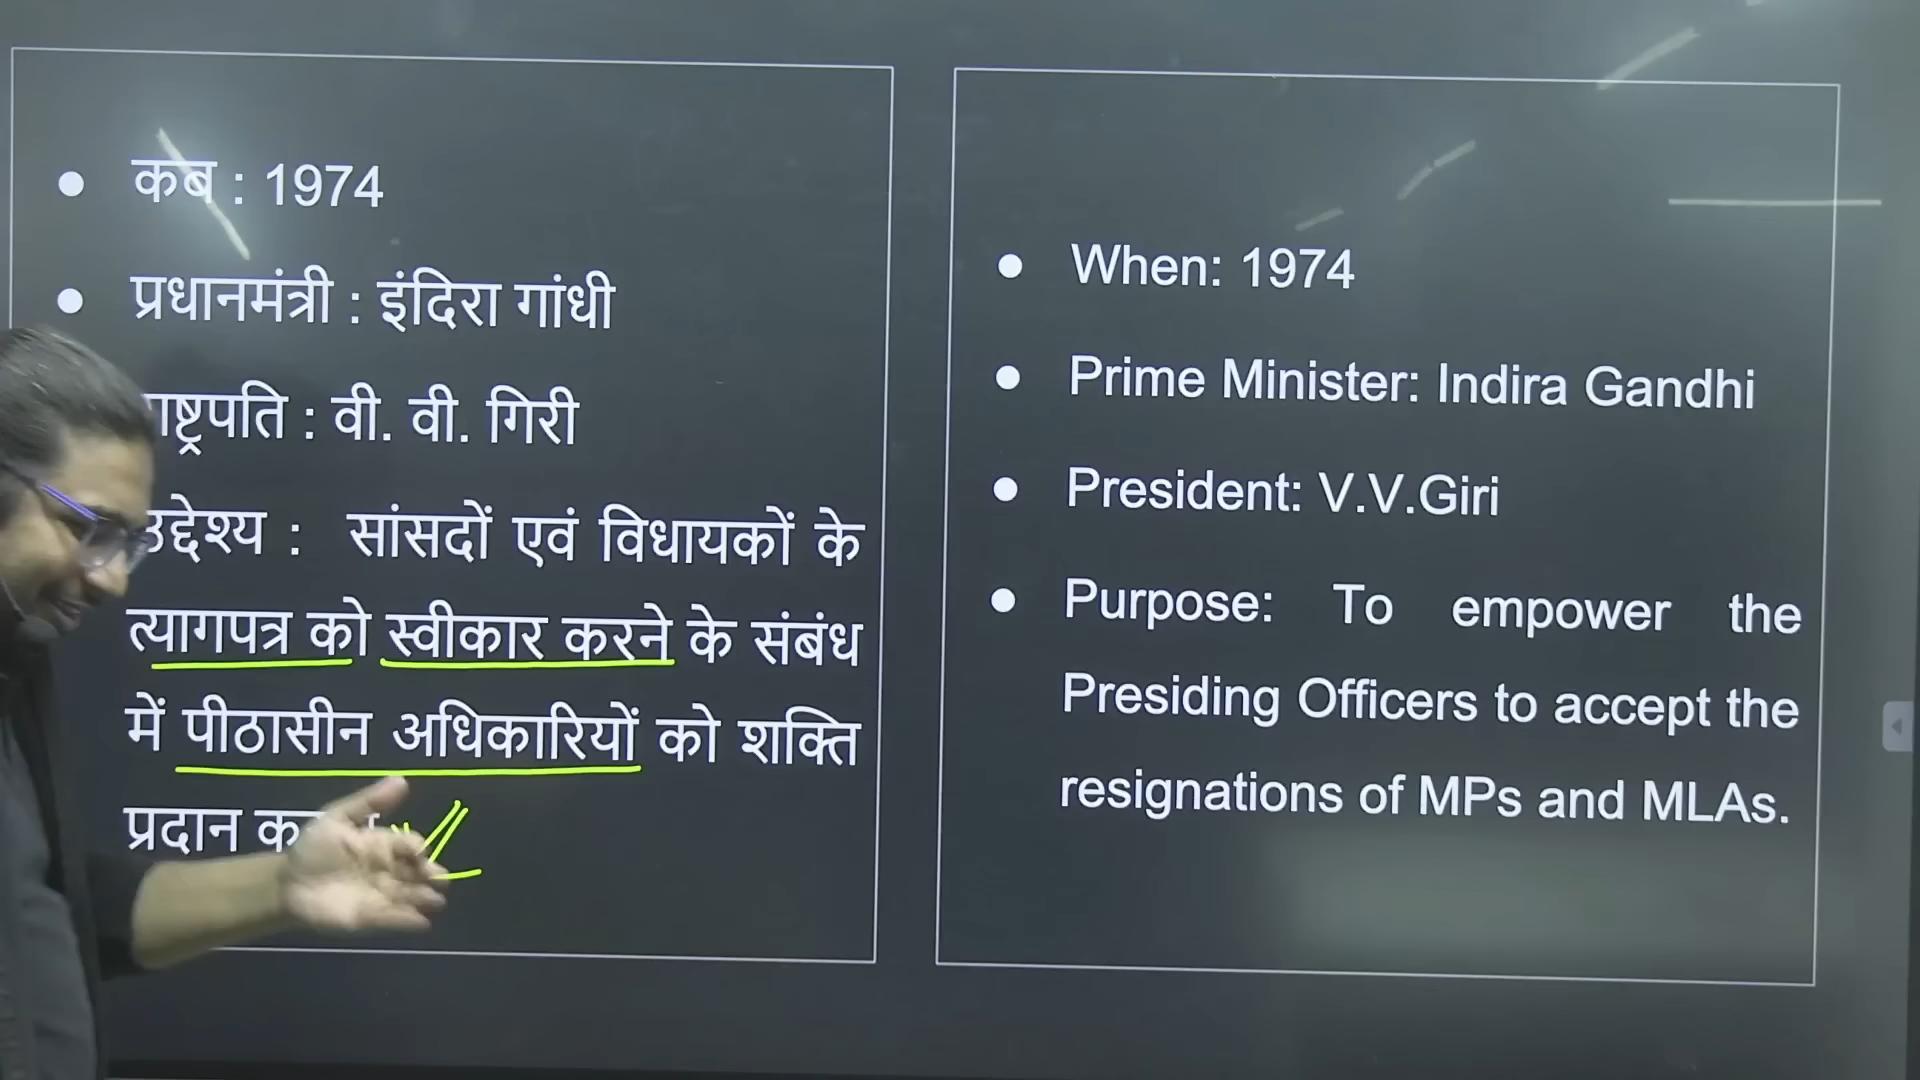 कब : 1974
प्रधानमंत्री : इंदिरा गांधी
: वी. वी. गिरी
उद्देश्य : सांसदों एवं विधायकों के
त्यागपत्र को स्वीकार करने के संबंध
में पीठासीन अधिकारियों को शक्ति
प्रदान
When: 1974
Prime Minister: Indira Gandhi
President: V.V.Giri
Purpose: To empower the
Presiding Officers to accept the
resignations of MPs and MLAs.